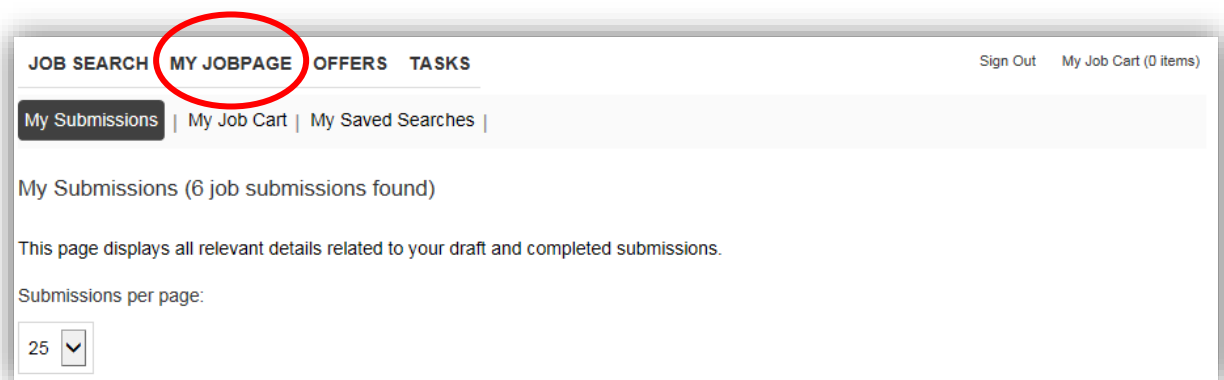 JOB SEARCH MY JOBPAGE OFFERS TASKS Sign Out My Job Cart (0 items)
My Submissions | My Job Cart | My Saved Searches |
My Submissions (6 job submissions found)
This page displays all relevant details related to your draft and completed submissions.
Submissions per page:
25